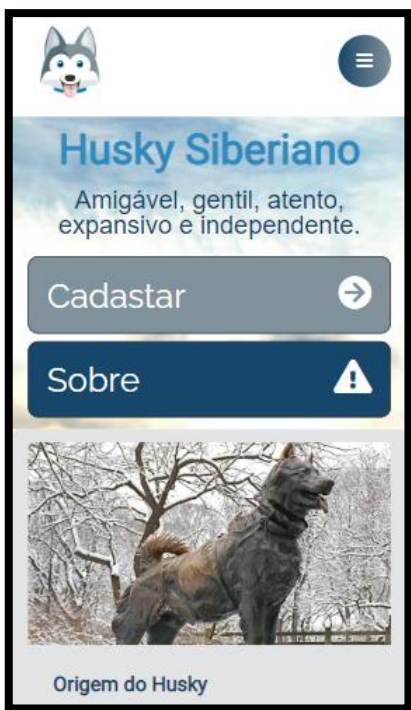 Husky Siberiano
Amigável, gentil, atento,
expansivo e independente.
Cadastar
Sobre
Origem do Husky